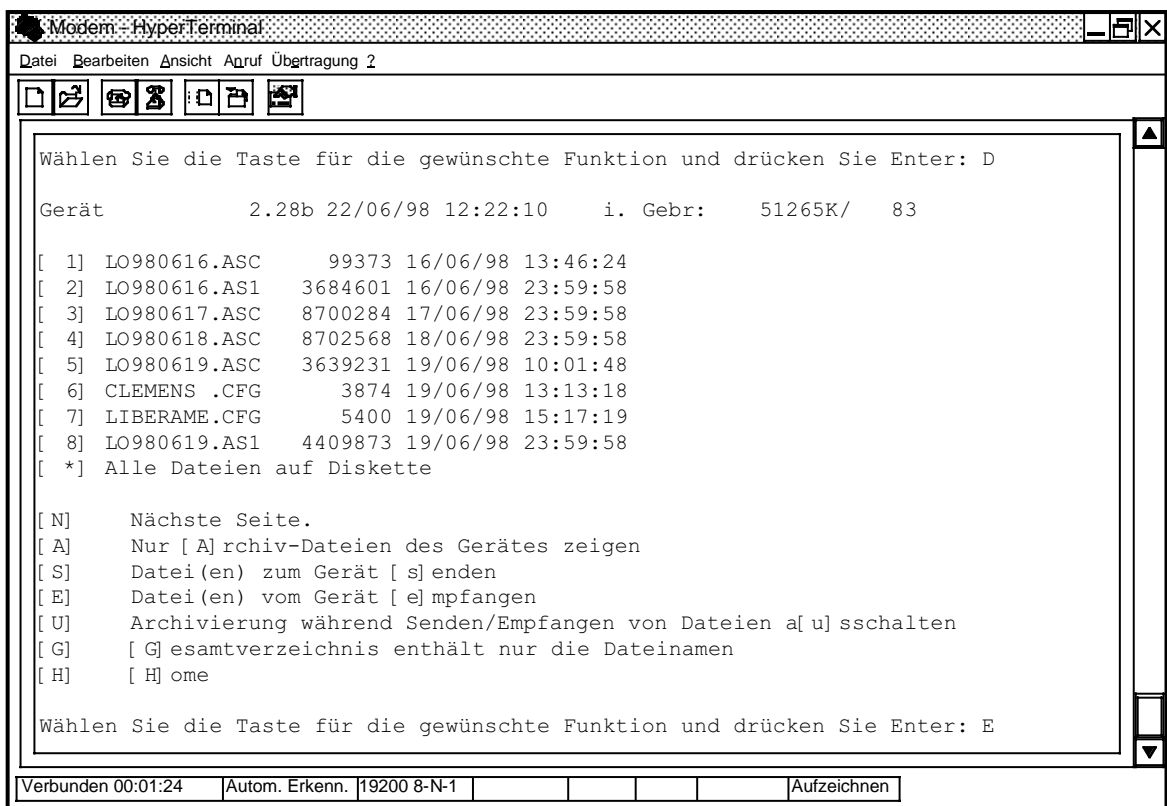 Modem - HyperTerminal
Datei Bearbeiten Ansicht Anruf Übertragung ?
Wählen Sie die Taste für die gewünschte Funktion und drücken Sie Enter: D
Gerät 2.28b 22/06/98 12:22:10 i. Gebr: 51265K/ 83
[ 1] LO980616.ASC 99373 16/06/98 13:46:24
[ 2] LO980616.AS1 3684601 16/06/98 23:59:58
[ 3] LO980617.ASC 8700284 17/06/98 23:59:58
[ 4] LO980618.ASC 8702568 18/06/98 23:59:58
[ 5] LO980619.ASC 3639231 19/06/98 10:01:48
[ 6] CLEMENS .CFG 3874 19/06/98 13:13:18
[ 7] LIBERAME.CFG 5400 19/06/98 15:17:19
[ 8] LO980619.AS1 4409873 19/06/98 23:59:58
[ *] Alle Dateien auf Diskette
[N] Nächste Seite.
[A] Nur [A]rchiv-Dateien des Gerätes zeigen
[S] Datei(en) zum Gerät [s]enden
[E] Datei(en) vom Gerät [e]mpfangen
[U] Archivierung während Senden/Empfangen von Dateien a[u]sschalten
[G] [G]esamtverzeichnis enthält nur die Dateinamen
[H] [H]ome
Wählen Sie die Taste für die gewünschte Funktion und drücken Sie Enter: E
Verbunden 00:01:24 Autom. Erkenn. 19200 8-N-1 Aufzeichnen